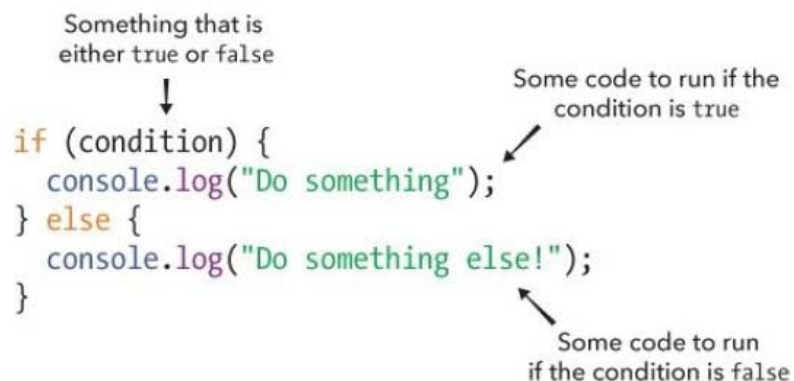 Something that is
either true or false
Some code to run if the
condition is true
if (condition) {
  console.log("Do something");
} else {
  console.log("Do something else!");
}
Some code to run
if the condition is false